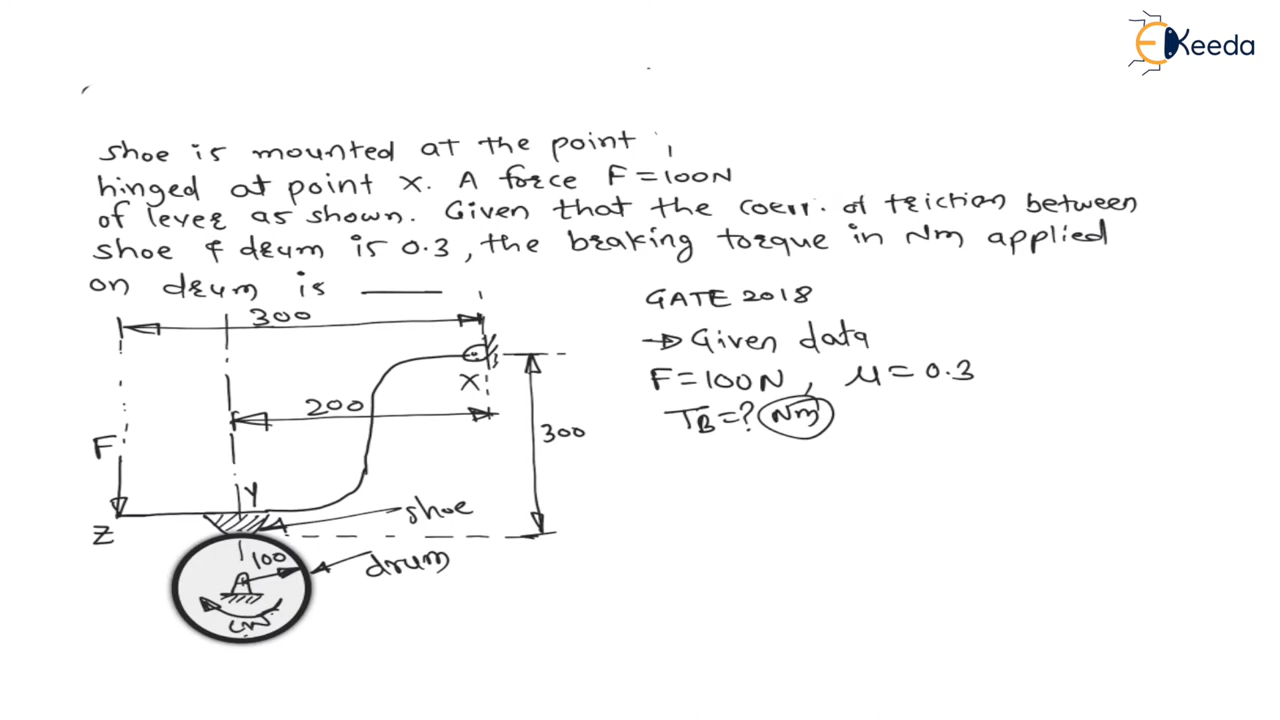 EKeeda
shoe is mounted at the point
hinged at point X. A force F=100N
of lever as shown. Given that the coeff. of friction between
shoe & drum is 0.3, the braking torque in Nm applied
on drum is ____
GATE 2018
300
→ Given data
F=100N, μ=0.3
X
200
TB=? Nm
300
F
Y
shoe
Z
100
drum
C.W.